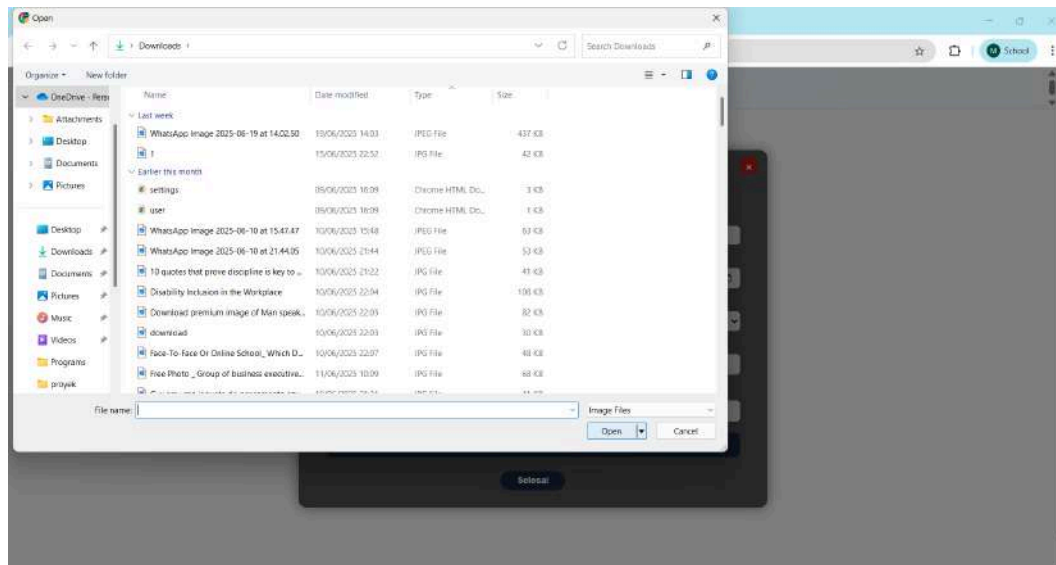 Open
Downloads
Search Downloads
School
Organize
New folder
OneDrive - Pers
Attachments
Desktop
Documents
Pictures
Desktop
Downloads
Documents
Pictures
Music
Videos
Programs
proyek
Name Date modified Type Size
Last week
WhatsApp Image 2025-06-19 at 14.02.50 19/06/2025 14:03 JPEG File 437 KB
1 15/06/2025 22:52 JPG File 42 KB
Earlier this month
settings 09/06/2025 16:09 Chrome HTML Do... 3 KB
user 09/06/2025 16:09 Chrome HTML Do... 1 KB
WhatsApp Image 2025-06-10 at 15.47.47 10/06/2025 15:48 JPEG File 63 KB
WhatsApp Image 2025-06-10 at 21.44.05 10/06/2025 21:44 JPEG File 53 KB
10 quotes that prove discipline is key to ... 10/06/2025 21:22 JPG File 41 KB
Disability Inclusion in the Workplace 10/06/2025 22:04 JPG File 108 KB
Download premium image of Man speak... 10/06/2025 22:03 JPG File 82 KB
download 10/06/2025 22:03 JPG File 30 KB
Face-To-Face Or Online School_ Which D... 10/06/2025 22:07 JPG File 48 KB
Free Photo _ Group of business executive... 11/06/2025 10:09 JPG File 68 KB
File name:
Image Files
Open
Cancel
Selesai